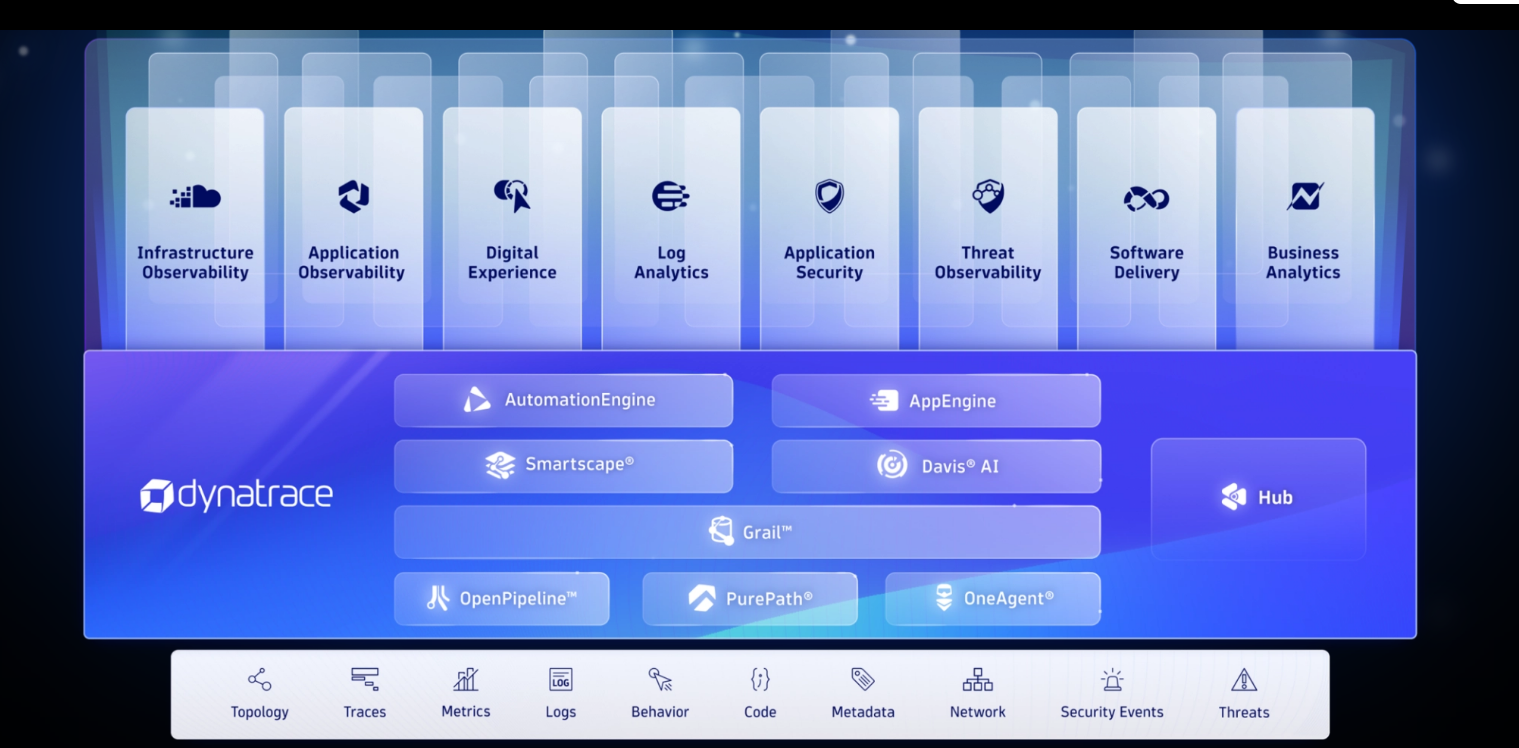 Infrastructure
Observability
Application
Observability
Digital
Experience
Log
Analytics
Application
Security
Threat
Observability
Software
Delivery
Business
Analytics
AutomationEngine
AppEngine
Smartscape®
Davis® AI
dynatrace
Hub
Grail™
OpenPipeline™
PurePath®
OneAgent®
LOG
Topology
Traces
Metrics
Logs
Behavior
Code
Metadata
Network
Security Events
Threats